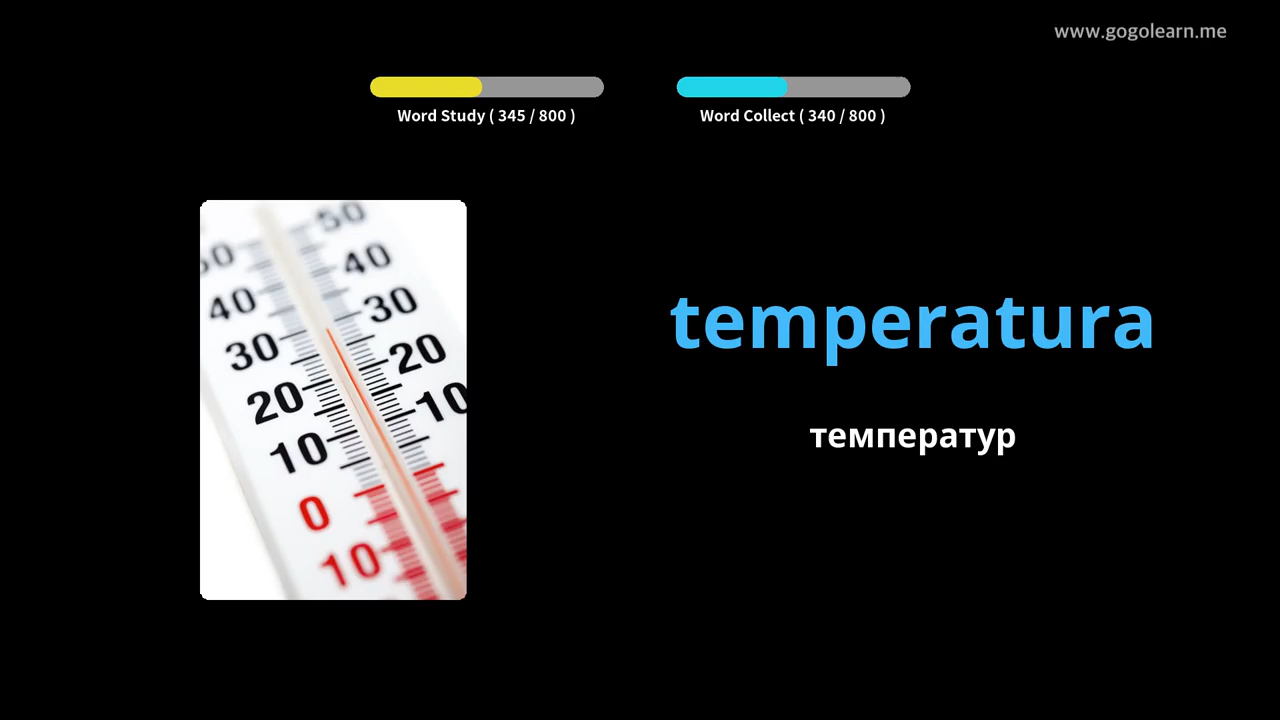 www.gogolearn.me
Word Study ( 345 / 800 )
Word Collect ( 340 / 800 )
50
50
40
40
30
30
20
20
10
10
0
10
temperatura
температур